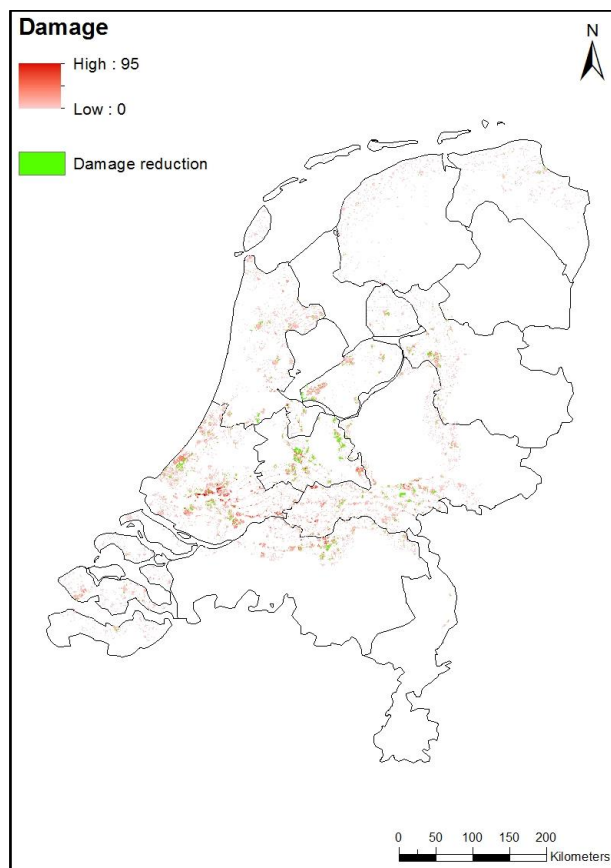 Damage
N
High : 95
Low : 0
Damage reduction
0 50 100 150 200
Kilometers